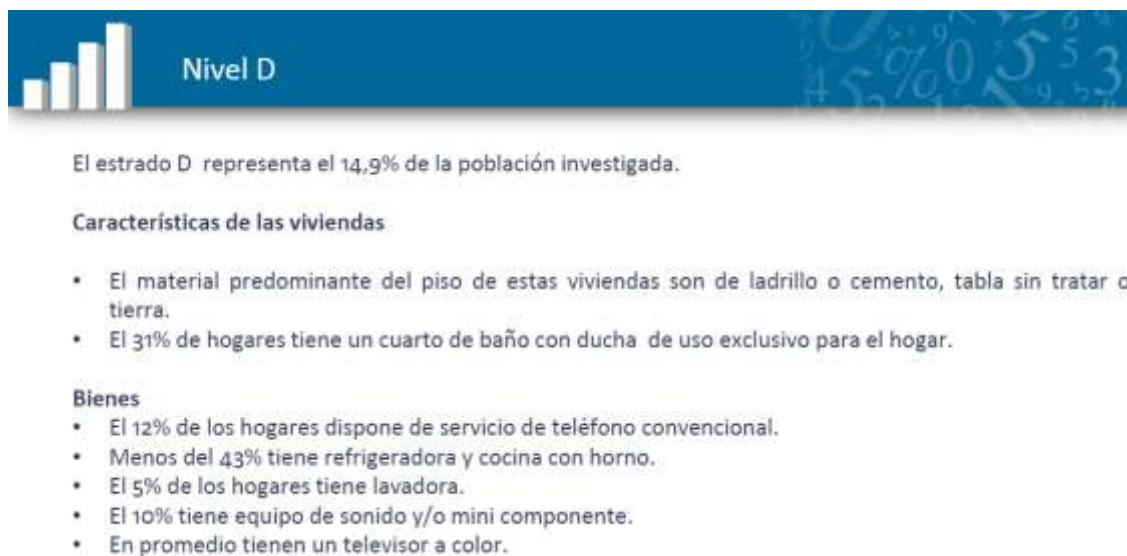 Nivel D
El estrado D representa el 14,9% de la población investigada.
Características de las viviendas
• El material predominante del piso de estas viviendas son de ladrillo o cemento, tabla sin tratar o
tierra.
• El 31% de hogares tiene un cuarto de baño con ducha de uso exclusivo para el hogar.
Bienes
• El 12% de los hogares dispone de servicio de teléfono convencional.
• Menos del 43% tiene refrigeradora y cocina con horno.
• El 5% de los hogares tiene lavadora.
• El 10% tiene equipo de sonido y/o mini componente.
• En promedio tienen un televisor a color.